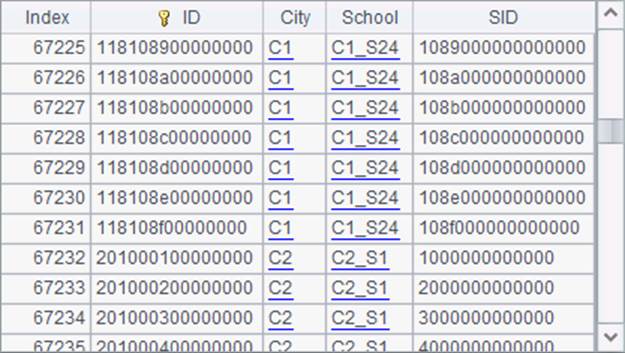 Index ID City School SID
67225 118108900000000 C1 C1_S24 1089000000000000
67226 118108a00000000 C1 C1_S24 108a000000000000
67227 118108b00000000 C1 C1_S24 108b000000000000
67228 118108c00000000 C1 C1_S24 108c000000000000
67229 118108d00000000 C1 C1_S24 108d000000000000
67230 118108e00000000 C1 C1_S24 108e000000000000
67231 118108f00000000 C1 C1_S24 108f000000000000
67232 201000100000000 C2 C2_S1 1000000000000
67233 201000200000000 C2 C2_S1 2000000000000
67234 201000300000000 C2 C2_S1 3000000000000
67235 201000400000000 C2 C2_S1 4000000000000